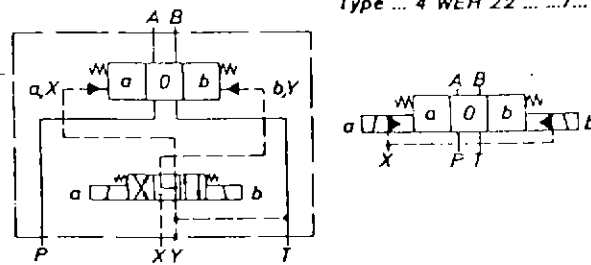 Type ... 4 WEH 22 ... .../...
A B
a 0 b
a,X b,Y
a b
P X Y T
A B
a a 0 b b
X P T